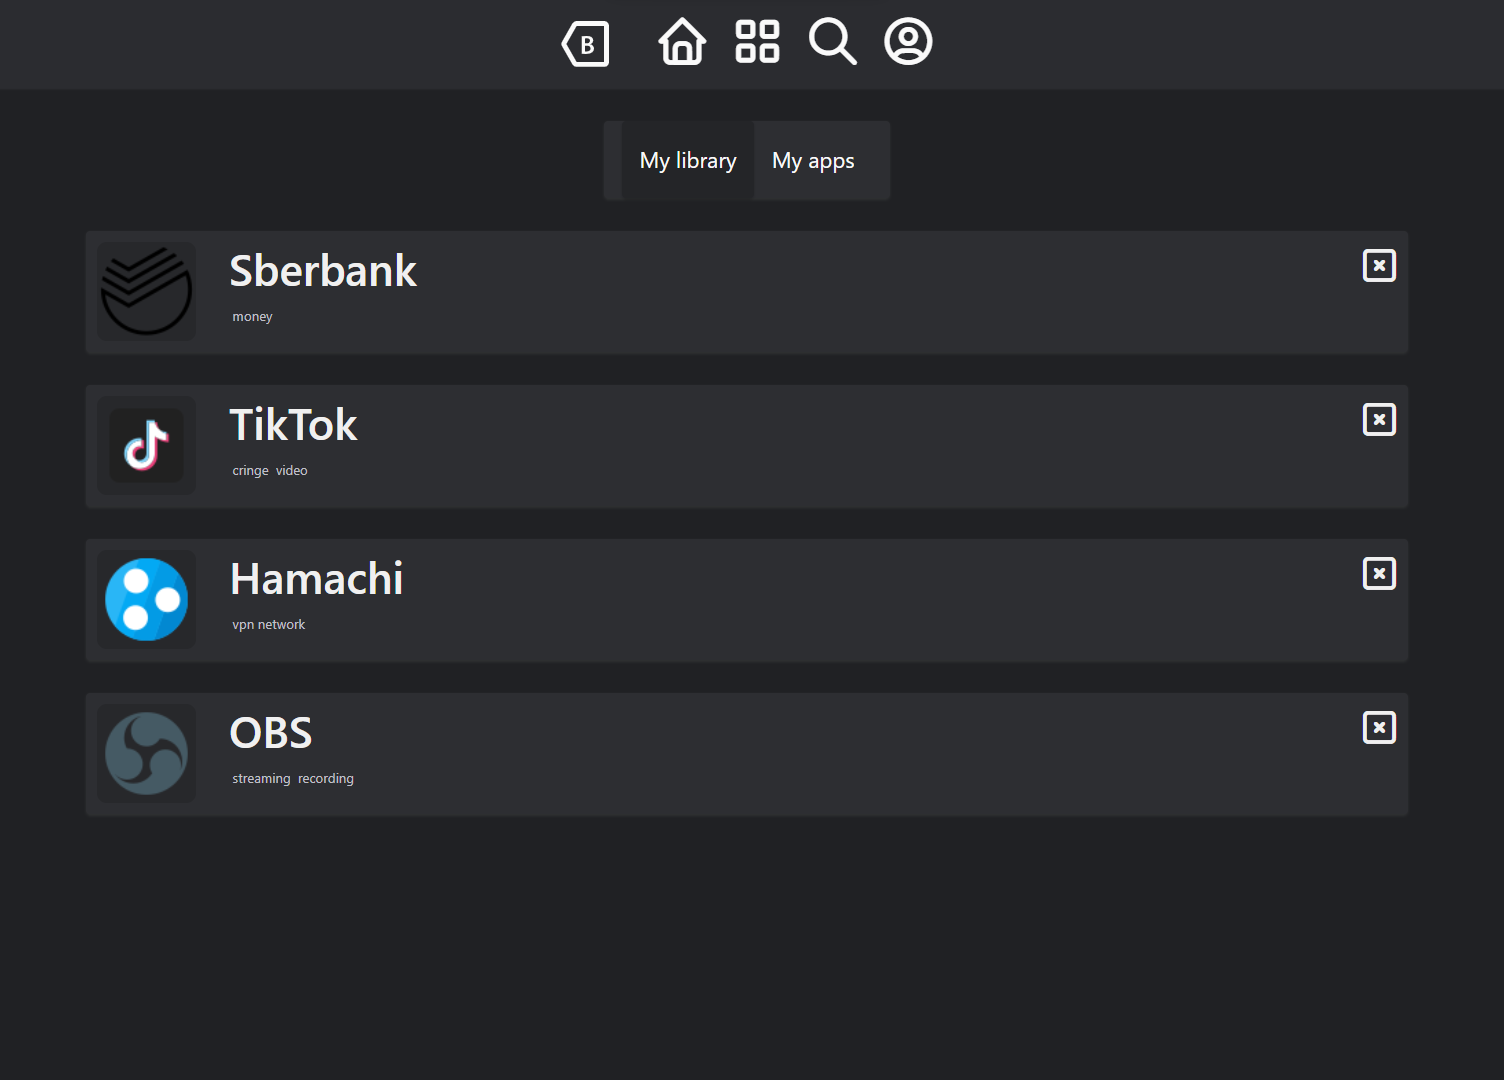 B
My library My apps
Sberbank
money
TikTok
cringe video
Hamachi
vpn network
OBS
streaming recording